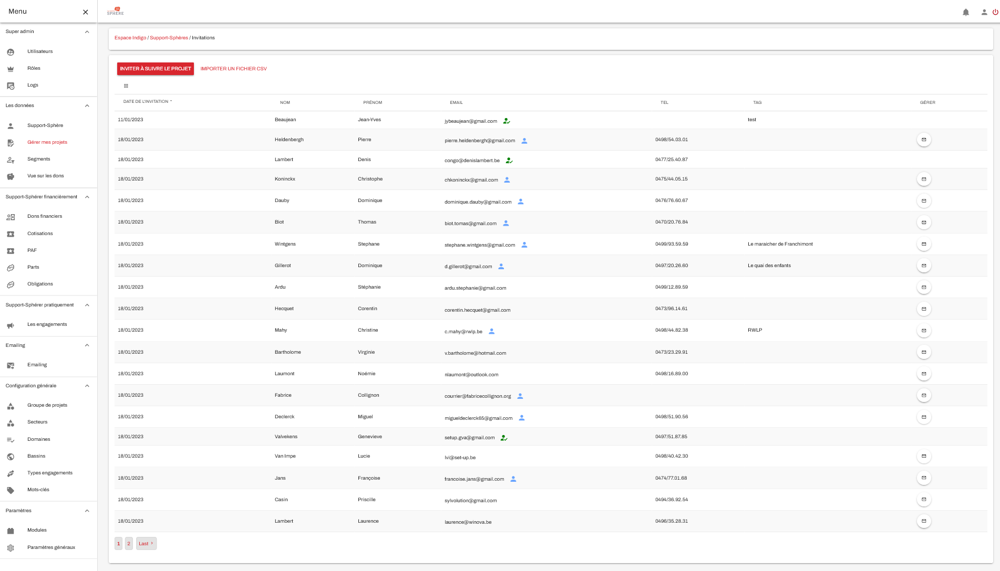 Menu
SPHÈRE
Super admin
Utilisateurs
Rôles
Logs
Les données
Support-Sphère
Gérer mes projets
Segments
Vue sur les dons
Support-Sphérer financièrement
Dons financiers
Cotisations
PAF
Parts
Obligations
Support-Sphérer pratiquement
Les engagements
Emailing
Emailing
Configuration générale
Groupe de projets
Secteurs
Domaines
Bassins
Types engagements
Mots-clés
Paramètres
Modules
Paramètres généraux
Espace Indigo / Support-Sphères / Invitations
INVITER À SUIVRE LE PROJET IMPORTER UN FICHIER CSV
DATE DE L'INVITATION NOM PRÉNOM EMAIL TEL TAG GÉRER
11/01/2023 Beaujean Jean-Yves jybeaujean@gmail.com test
18/01/2023 Heldenbergh Pierre pierre.heldenbergh@gmail.com 0498/54.03.01
18/01/2023 Lambert Denis congo@denislambert.be 0477/25.40.87
18/01/2023 Koninckx Christophe chkoninckx@gmail.com 0475/44.05.15
18/01/2023 Dauby Dominique dominique.dauby@gmail.com 0476/76.60.67
18/01/2023 Biot Thomas biot.tomas@gmail.com 0470/20.76.84
18/01/2023 Wintgens Stephane stephane.wintgens@gmail.com 0499/93.59.59 Le maraicher de Franchimont
18/01/2023 Gillerot Dominique d.gillerot@gmail.com 0497/20.26.60 Le quai des enfants
18/01/2023 Ardu Stéphanie ardu.stephanie@gmail.com 0499/12.89.59
18/01/2023 Hecquet Corentin corentin.hecquet@gmail.com 0473/96.14.61
18/01/2023 Mahy Christine c.mahy@rwlp.be 0498/44.82.38 RWLP
18/01/2023 Bartholome Virginie v.bartholome@hotmail.com 0473/23.29.91
18/01/2023 Laumont Noémie nlaumont@outlook.com 0498/16.89.00
18/01/2023 Fabrice Collignon courrier@fabricecollignon.org
18/01/2023 Declerck Miguel migueldeclerck65@gmail.com 0498/51.90.56
18/01/2023 Valvekens Genevieve setup.gva@gmail.com 0497/51.87.85
18/01/2023 Van Impe Lucie lvi@set-up.be 0498/40.42.30
18/01/2023 Jans Françoise francoise.jans@gmail.com 0474/77.01.68
18/01/2023 Casin Priscille sylvolution@gmail.com 0494/36.92.54
18/01/2023 Lambert Laurence laurence@winova.be 0496/35.28.31
1 2 Last